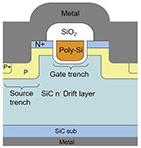 Metal
SiO₂
N+
Poly-Si
P+
P
Gate trench
Source
trench
SiC n⁻ Drift layer
SiC sub
Metal